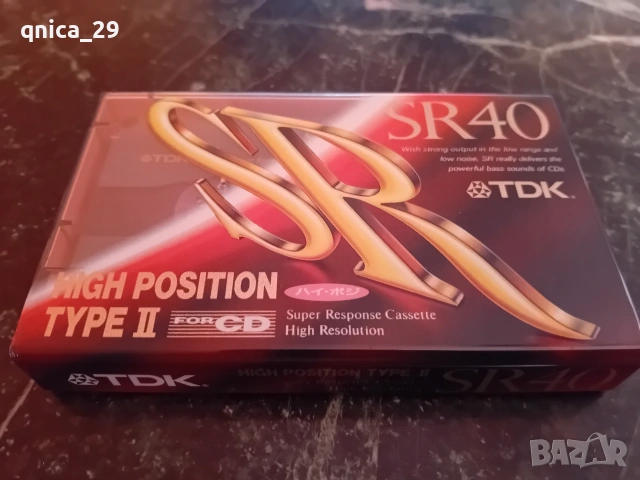 qnica_29
SR40
With strong output in the low range and
low noise, SR really delivers the
powerful bass sounds of CDs
TDK
TDK
SR
HIGH POSITION
ハイ・ポジ
TYPE II
FOR CD
Super Response Cassette
High Resolution
TDK
HIGH POSITION TYPE II
SR40
BAZAR